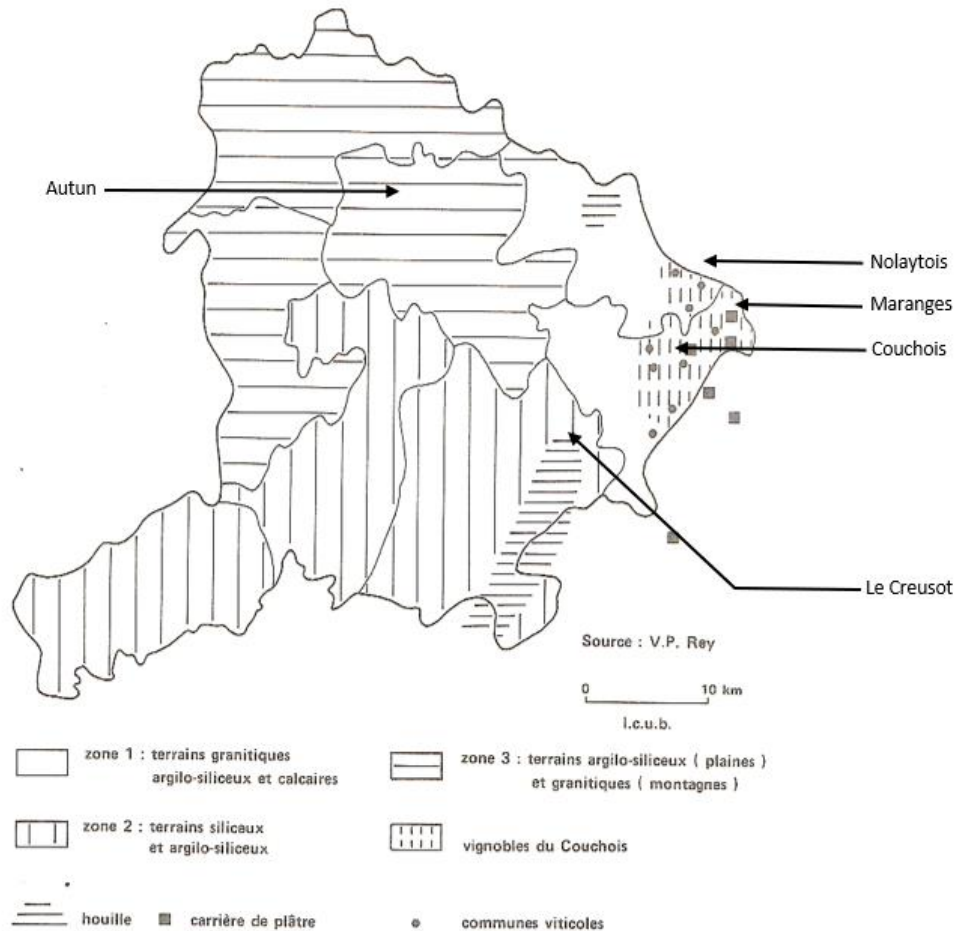 Autun
Nolaytois
Maranges
Couchois
Le Creusot
Source : V.P. Rey
0 10 km
I.c.u.b.
zone 1 : terrains granitiques
argilo-siliceux et calcaires
zone 3 : terrains argilo-siliceux ( plaines )
et granitiques ( montagnes )
zone 2 : terrains siliceux
et argilo-siliceux
vignobles du Couchois
houille
carrière de plâtre
communes viticoles